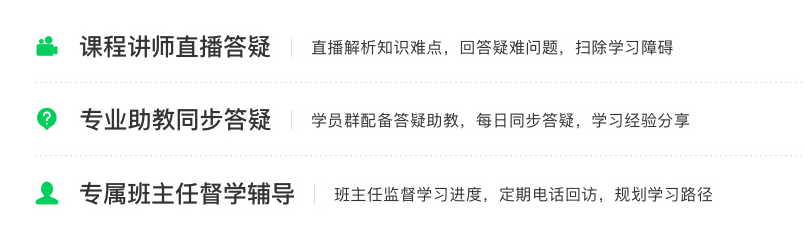 课程讲师直播答疑 直播解析知识难点，回答疑难问题，扫除学习障碍
专业助教同步答疑 学员群配备答疑助教，每日同步答疑，学习经验分享
专属班主任督学辅导 班主任监督学习进度，定期电话回访，规划学习路径